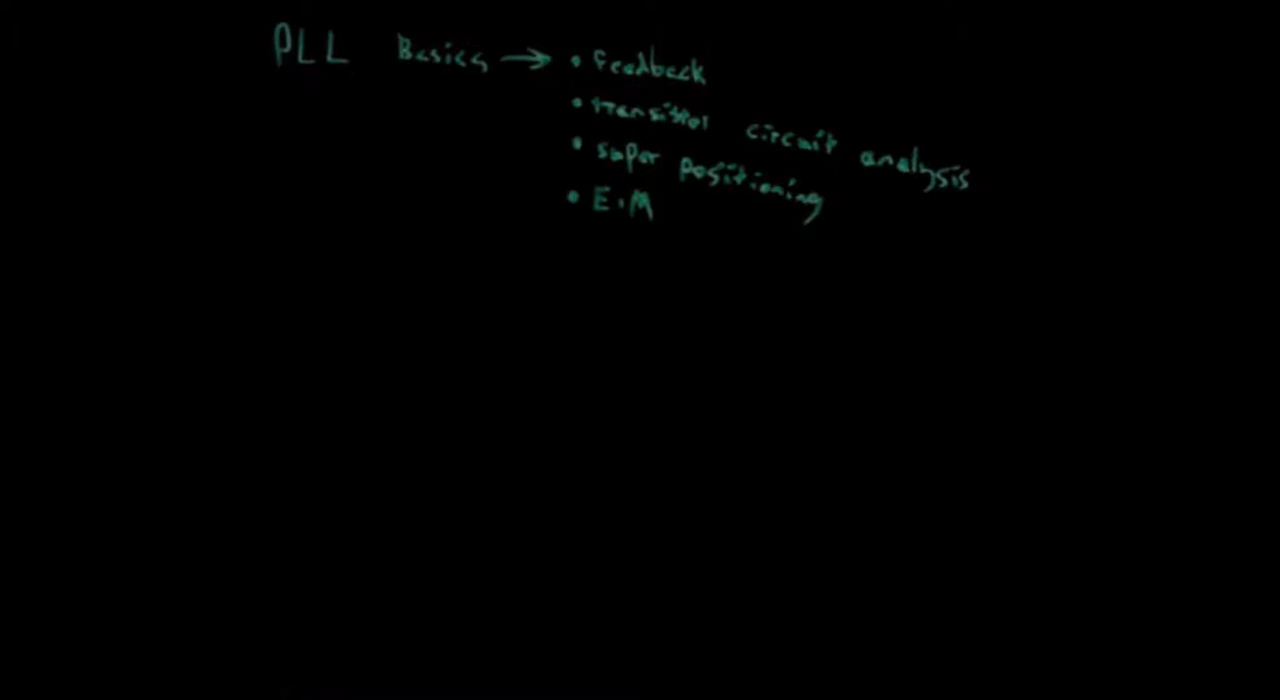 PLL Basics → • feedback
• transistor circuit analysis
• super positioning
• E.M